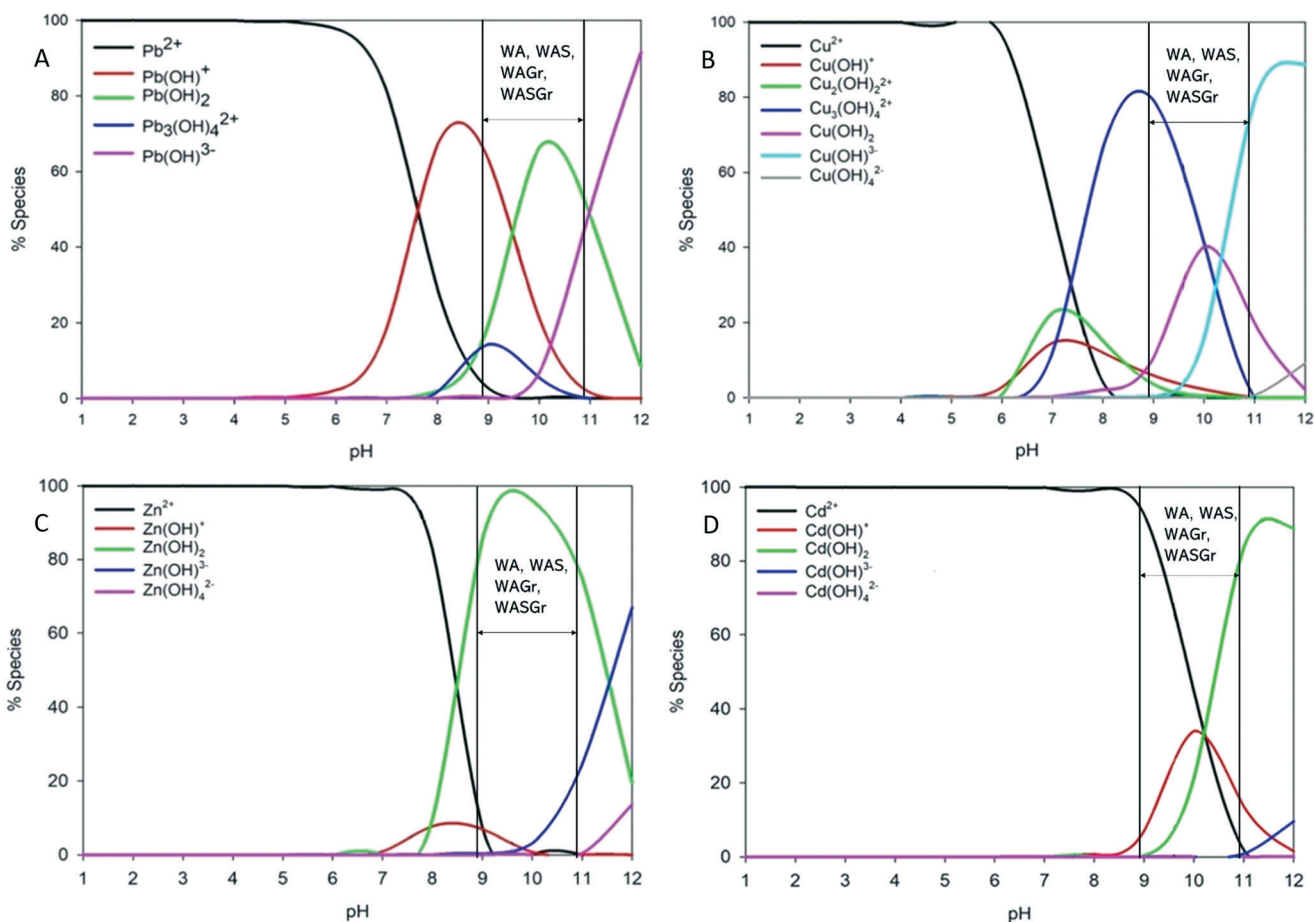 A
Pb²⁺
Pb(OH)⁺
Pb(OH)₂
Pb₃(OH)₄²⁺
Pb(OH)³⁻
WA, WAS,
WAGr,
WASGr
% Species
100
80
60
40
20
0
1 2 3 4 5 6 7 8 9 10 11 12
pH
B
Cu²⁺
Cu(OH)⁺
Cu₂(OH)₂²⁺
Cu₃(OH)₄²⁺
Cu(OH)₂
Cu(OH)³⁻
Cu(OH)₄²⁻
WA, WAS,
WAGr,
WASGr
% Species
100
80
60
40
20
0
1 2 3 4 5 6 7 8 9 10 11 12
pH
C
Zn²⁺
Zn(OH)⁺
Zn(OH)₂
Zn(OH)³⁻
Zn(OH)₄²⁻
WA, WAS,
WAGr,
WASGr
% Species
100
80
60
40
20
0
1 2 3 4 5 6 7 8 9 10 11 12
pH
D
Cd²⁺
Cd(OH)⁺
Cd(OH)₂
Cd(OH)³⁻
Cd(OH)₄²⁻
WA, WAS,
WAGr,
WASGr
% Species
100
80
60
40
20
0
1 2 3 4 5 6 7 8 9 10 11 12
pH